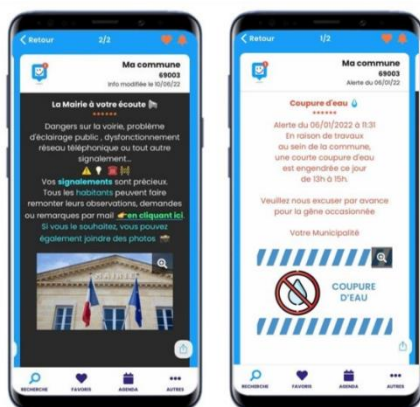 Retour
2/2
Ma commune
69003
Info modifiée le 10/06/22
La Mairie à votre écoute
Dangers sur la voirie, problème
d'éclairage public , dysfonctionnement
réseau téléphonique ou tout autre
signalement...
Vos signalements sont précieux.
Tous les habitants peuvent faire
remonter leurs observations, demandes
ou remarques par mail en cliquant ici.
Si vous le souhaitez, vous pouvez
également joindre des photos
MAIRIE
RECHERCHE
FAVORIS
AGENDA
AUTRES
Retour
1/2
Ma commune
69003
Alerte du 06/01/22
Coupure d'eau
Alerte du 06/01/2022 à 11:31
En raison de travaux
au sein de la commune,
une courte coupure d'eau
est engendrée ce jour
de 13h à 15h.
Veuillez nous excuser par avance
pour la gêne occasionnée
Votre Municipalité
COUPURE
D'EAU
RECHERCHE
FAVORIS
AGENDA
AUTRES